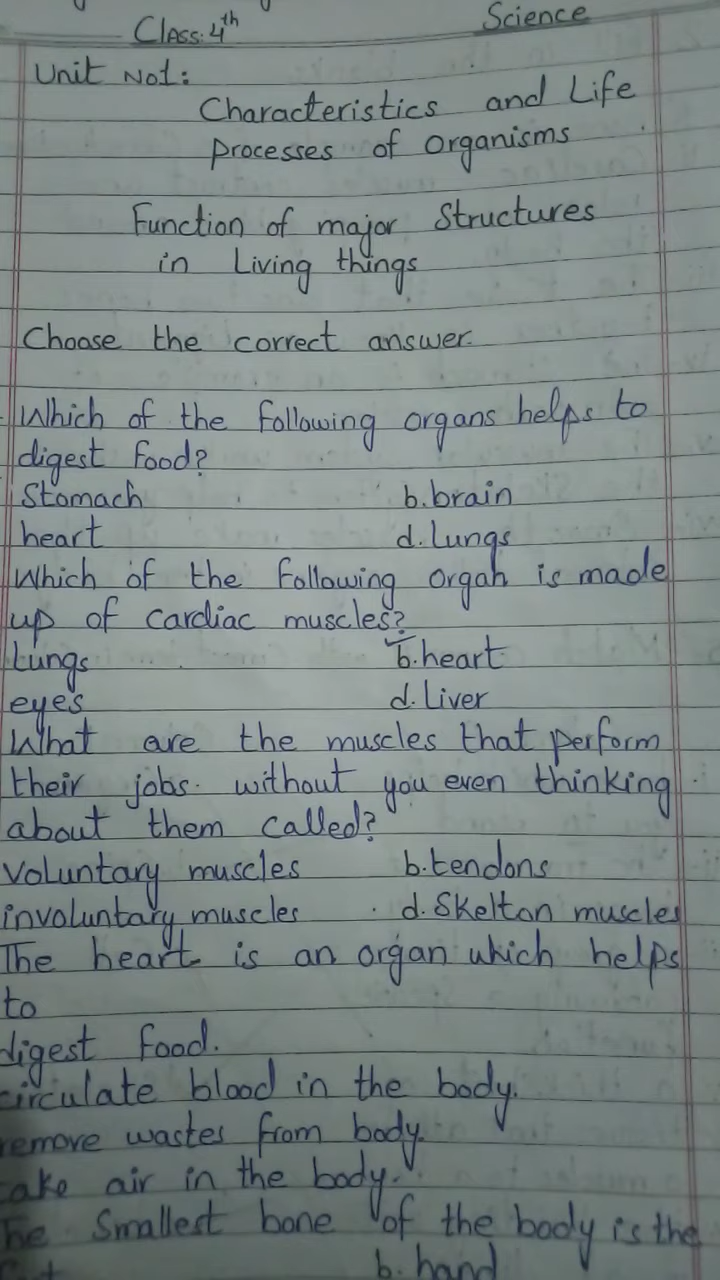 Class: 4th Science
Unit No1:
Characteristics and Life
Processes of Organisms
Function of major Structures
in Living things
Choose the correct answer.
Which of the following organs helps to
digest food?
Stomach b.brain
heart d.Lungs
Which of the following organ is made
up of cardiac muscles?
Lungs b.heart
eyes d.Liver
What are the muscles that perform
their jobs without you even thinking
about them called?
voluntary muscles b.tendons
involuntary muscles d.Skelton muscles
The heart is an organ which helps
to
digest food.
circulate blood in the body.
remove wastes from body.
take air in the body.
The Smallest bone of the body is the
b. hand